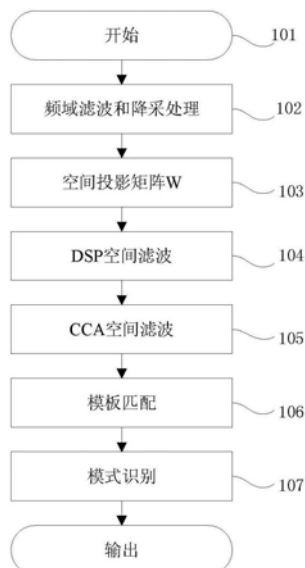 开始
101
频域滤波和降采处理
102
空间投影矩阵W
103
DSP空间滤波
104
CCA空间滤波
105
模板匹配
106
模式识别
107
输出